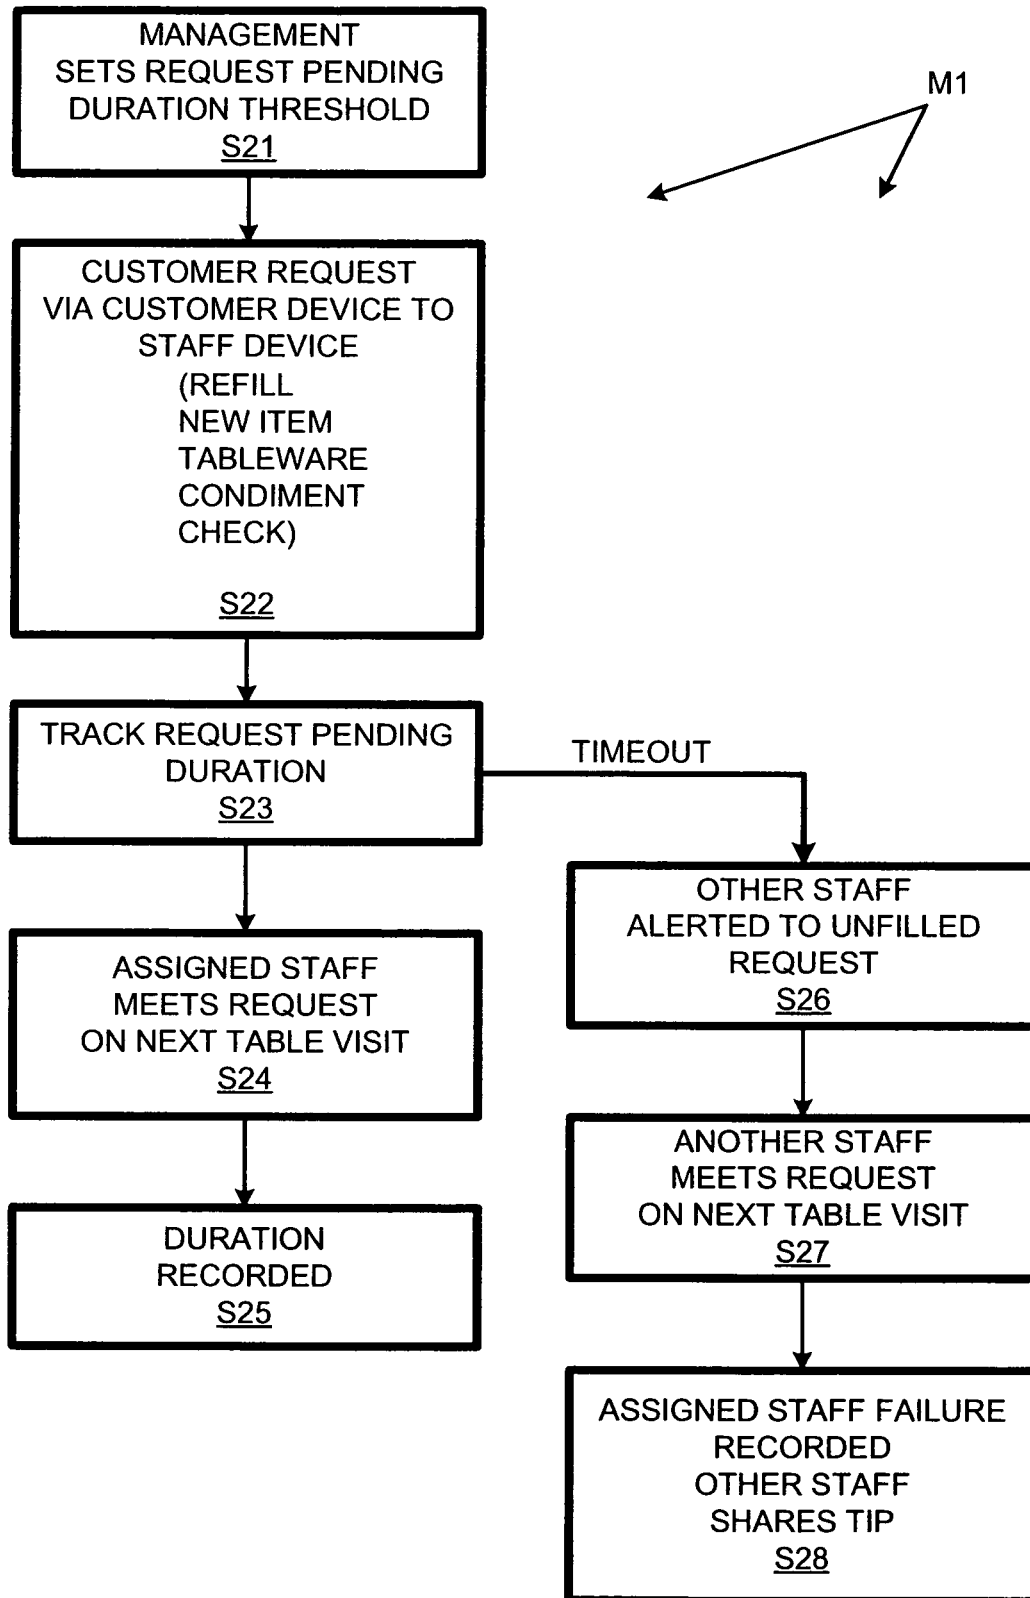 MANAGEMENT
SETS REQUEST PENDING
DURATION THRESHOLD
S21
M1
CUSTOMER REQUEST
VIA CUSTOMER DEVICE TO
STAFF DEVICE
(REFILL
NEW ITEM
TABLEWARE
CONDIMENT
CHECK)
S22
TRACK REQUEST PENDING
DURATION
S23
TIMEOUT
ASSIGNED STAFF
MEETS REQUEST
ON NEXT TABLE VISIT
S24
DURATION
RECORDED
S25
OTHER STAFF
ALERTED TO UNFILLED
REQUEST
S26
ANOTHER STAFF
MEETS REQUEST
ON NEXT TABLE VISIT
S27
ASSIGNED STAFF FAILURE
RECORDED
OTHER STAFF
SHARES TIP
S28